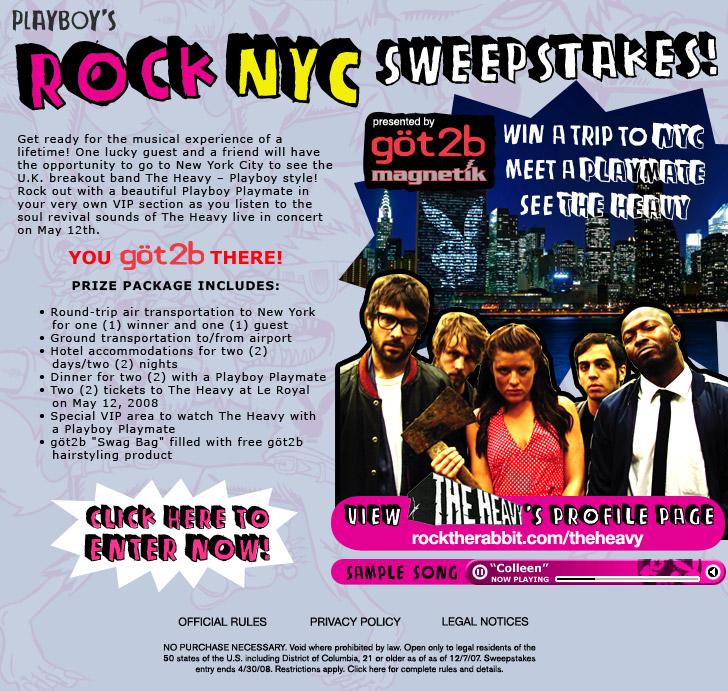 PLAYBOY'S
ROCK NYC SWEEPSTAKES!
Get ready for the musical experience of a
lifetime! One lucky guest and a friend will have
the opportunity to go to New York City to see the
U.K. breakout band The Heavy – Playboy style!
Rock out with a beautiful Playboy Playmate in
your very own VIP section as you listen to the
soul revival sounds of The Heavy live in concert
on May 12th.
YOU göt2b THERE!
PRIZE PACKAGE INCLUDES:
• Round-trip air transportation to New York
for one (1) winner and one (1) guest
• Ground transportation to/from airport
• Hotel accommodations for two (2)
days/two (2) nights
• Dinner for two (2) with a Playboy Playmate
• Two (2) tickets to The Heavy at Le Royal
on May 12, 2008
• Special VIP area to watch The Heavy with
a Playboy Playmate
• göt2b "Swag Bag" filled with free göt2b
hairstyling product
CLICK HERE TO
ENTER NOW!
presented by
göt2b
magnetik
WIN A TRIP TO NYC
MEET A PLAYMATE
SEE THE HEAVY
VIEW THE HEAVY'S PROFILE PAGE
rocktherabbit.com/theheavy
SAMPLE SONG
"Colleen"
NOW PLAYING
OFFICIAL RULES PRIVACY POLICY LEGAL NOTICES
NO PURCHASE NECESSARY. Void where prohibited by law. Open only to legal residents of the
50 states of the U.S. including District of Columbia, 21 or older as of as of 12/7/07. Sweepstakes
entry ends 4/30/08. Restrictions apply. Click here for complete rules and details.